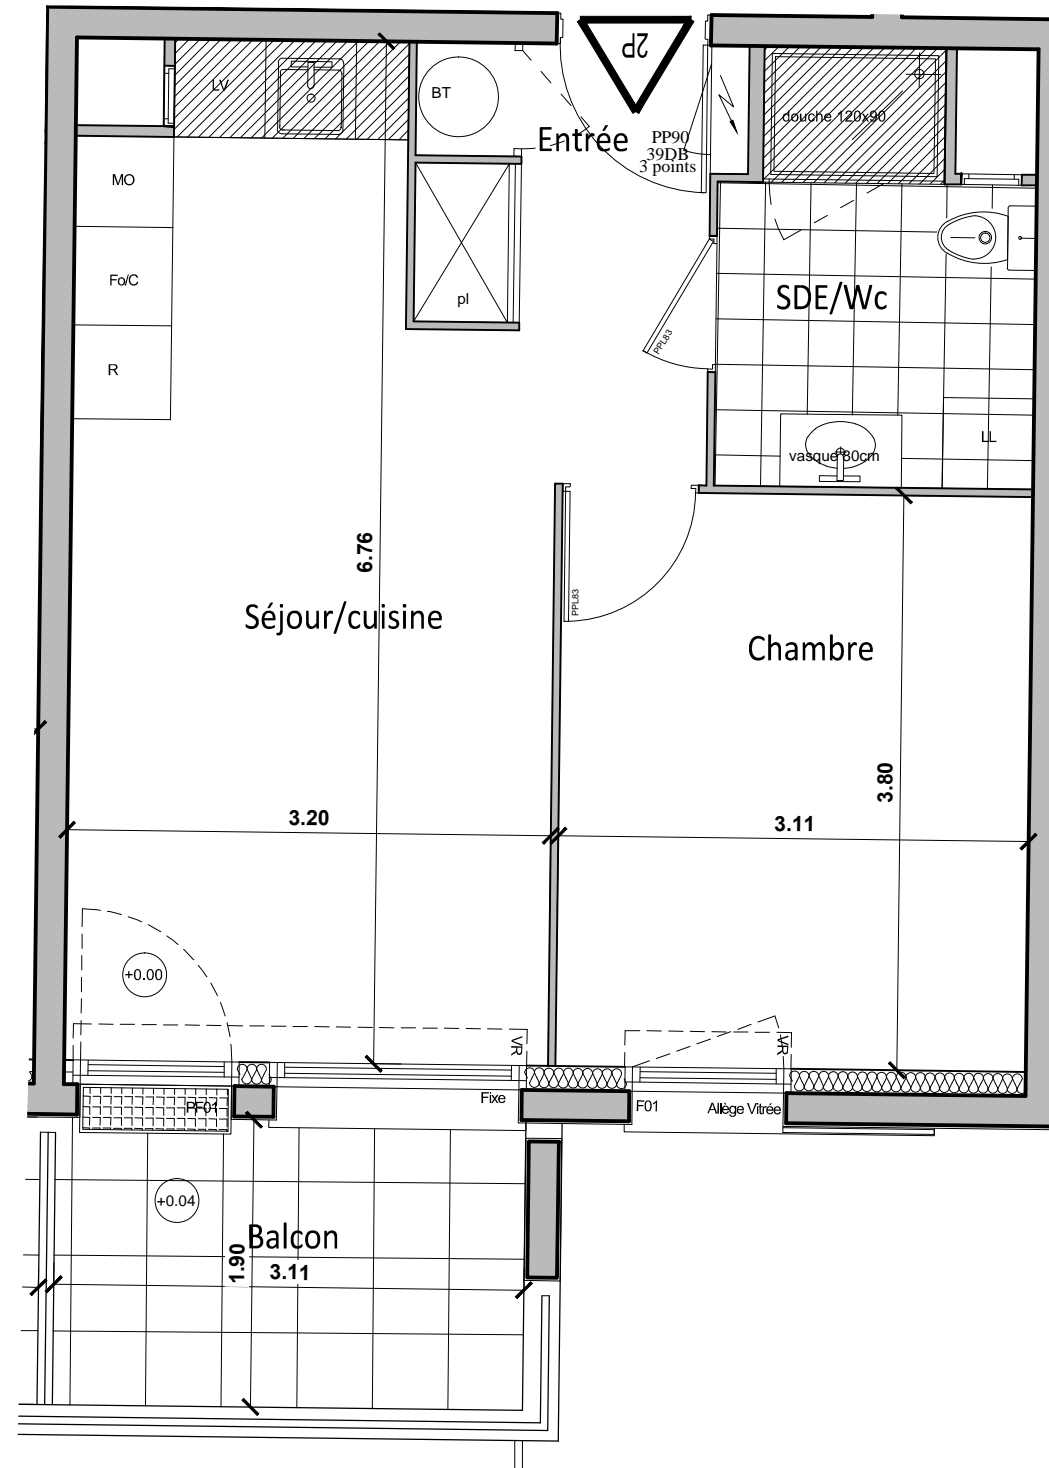 2P
LV
BT
Entrée
PP90
39DB
3 points
douche 120x90
MO
Fo/C
pl
R
SDE/Wc
PPL83
vasque 80cm
LL
6.76
PPL83
Séjour/cuisine
Chambre
3.80
3.20
3.11
+0.00
VR
VR
PF01
Fixe
F01
Allège Vitrée
+0.04
Balcon
1.90
3.11